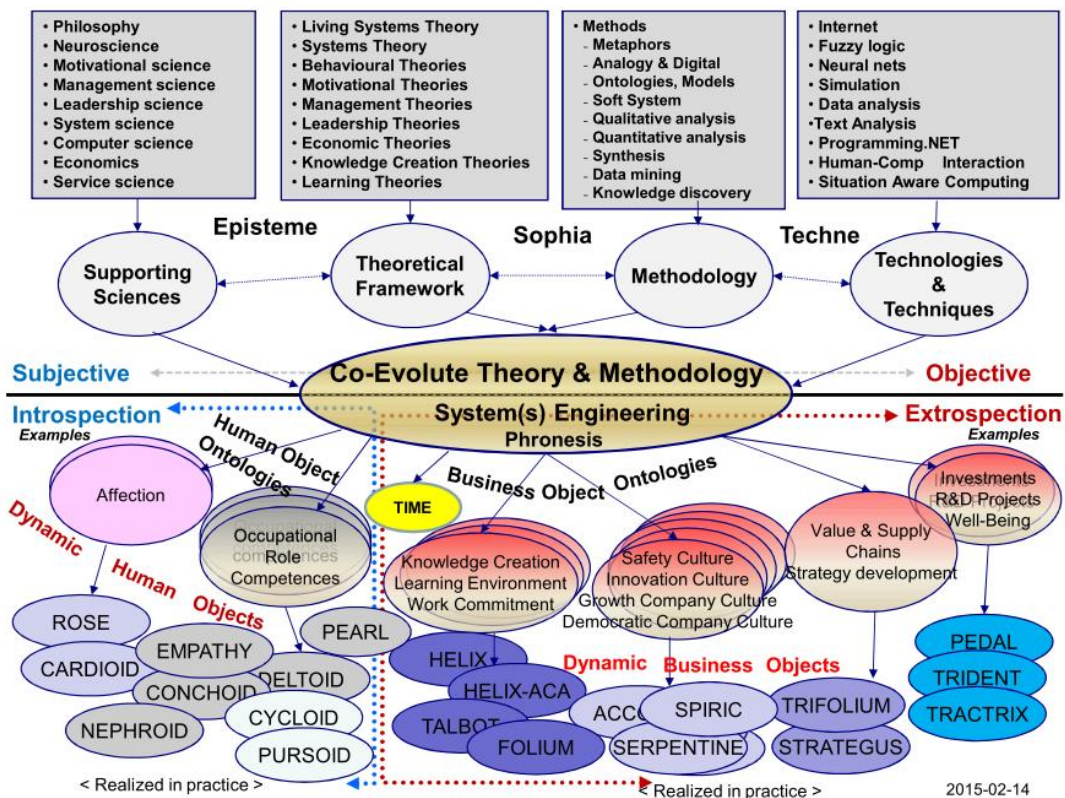 • Philosophy
• Neuroscience
• Motivational science
• Management science
• Leadership science
• System science
• Computer science
• Economics
• Service science
• Living Systems Theory
• Systems Theory
• Behavioural Theories
• Motivational Theories
• Management Theories
• Leadership Theories
• Economic Theories
• Knowledge Creation Theories
• Learning Theories
• Methods
- Metaphors
- Analogy & Digital
- Ontologies, Models
- Soft System
- Qualitative analysis
- Quantitative analysis
- Synthesis
- Data mining
- Knowledge discovery
• Internet
• Fuzzy logic
• Neural nets
• Simulation
• Data analysis
•Text Analysis
• Programming.NET
• Human-Comp Interaction
• Situation Aware Computing
Episteme
Sophia
Techne
Supporting
Sciences
Theoretical
Framework
Methodology
Technologies
&
Techniques
Subjective
Co-Evolute Theory & Methodology
Objective
Introspection
System(s) Engineering
Phronesis
Extrospection
Examples
Human Object
Ontologies
Business Object Ontologies
Examples
Affection
Occupational
Role
Competences
TIME
Knowledge Creation
Learning Environment
Work Commitment
Safety Culture
Innovation Culture
Growth Company Culture
Democratic Company Culture
Value & Supply
Chains
Strategy development
Investments
R&D Projects
Well-Being
Dynamic Human Objects
ROSE
CARDIOID
EMPATHY
CONCHOID
NEPHROID
PEARL
DELTOID
CYCLOID
PURSOID
Dynamic Business Objects
HELIX
HELIX-ACA
TALBOT
FOLIUM
SPIRIC
SERPENTINE
TRIFOLIUM
STRATEGUS
PEDAL
TRIDENT
TRACTRIX
< Realized in practice >
< Realized in practice >
2015-02-14